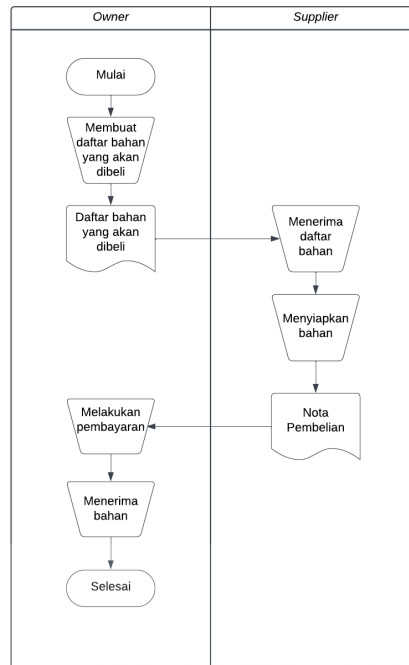 Owner
Supplier
Mulai
Membuat
daftar bahan
yang akan
dibeli
Daftar bahan
yang akan
dibeli
Menerima
daftar
bahan
Menyiapkan
bahan
Nota
Pembelian
Melakukan
pembayaran
Menerima
bahan
Selesai